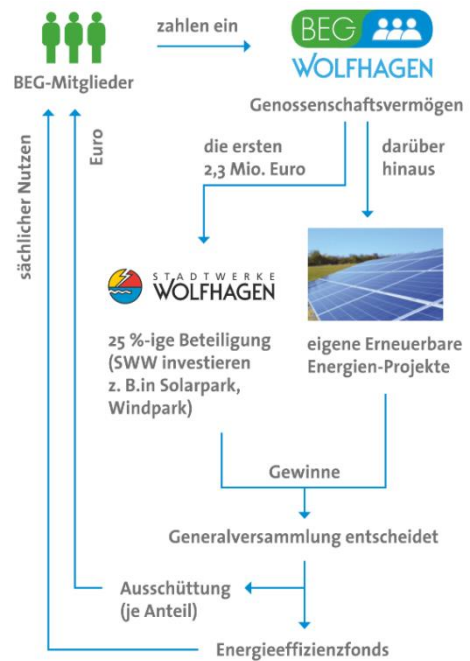 zahlen ein
BEG
WOLFHAGEN
BEG-Mitglieder
Genossenschaftsvermögen
die ersten
2,3 Mio. Euro
darüber
hinaus
sächlicher Nutzen
Euro
STADTWERKE
WOLFHAGEN
25 %-ige Beteiligung
(SWW investieren
z. B.in Solarpark,
Windpark)
eigene Erneuerbare
Energien-Projekte
Gewinne
Generalversammlung entscheidet
Ausschüttung
(je Anteil)
Energieeffizienzfonds